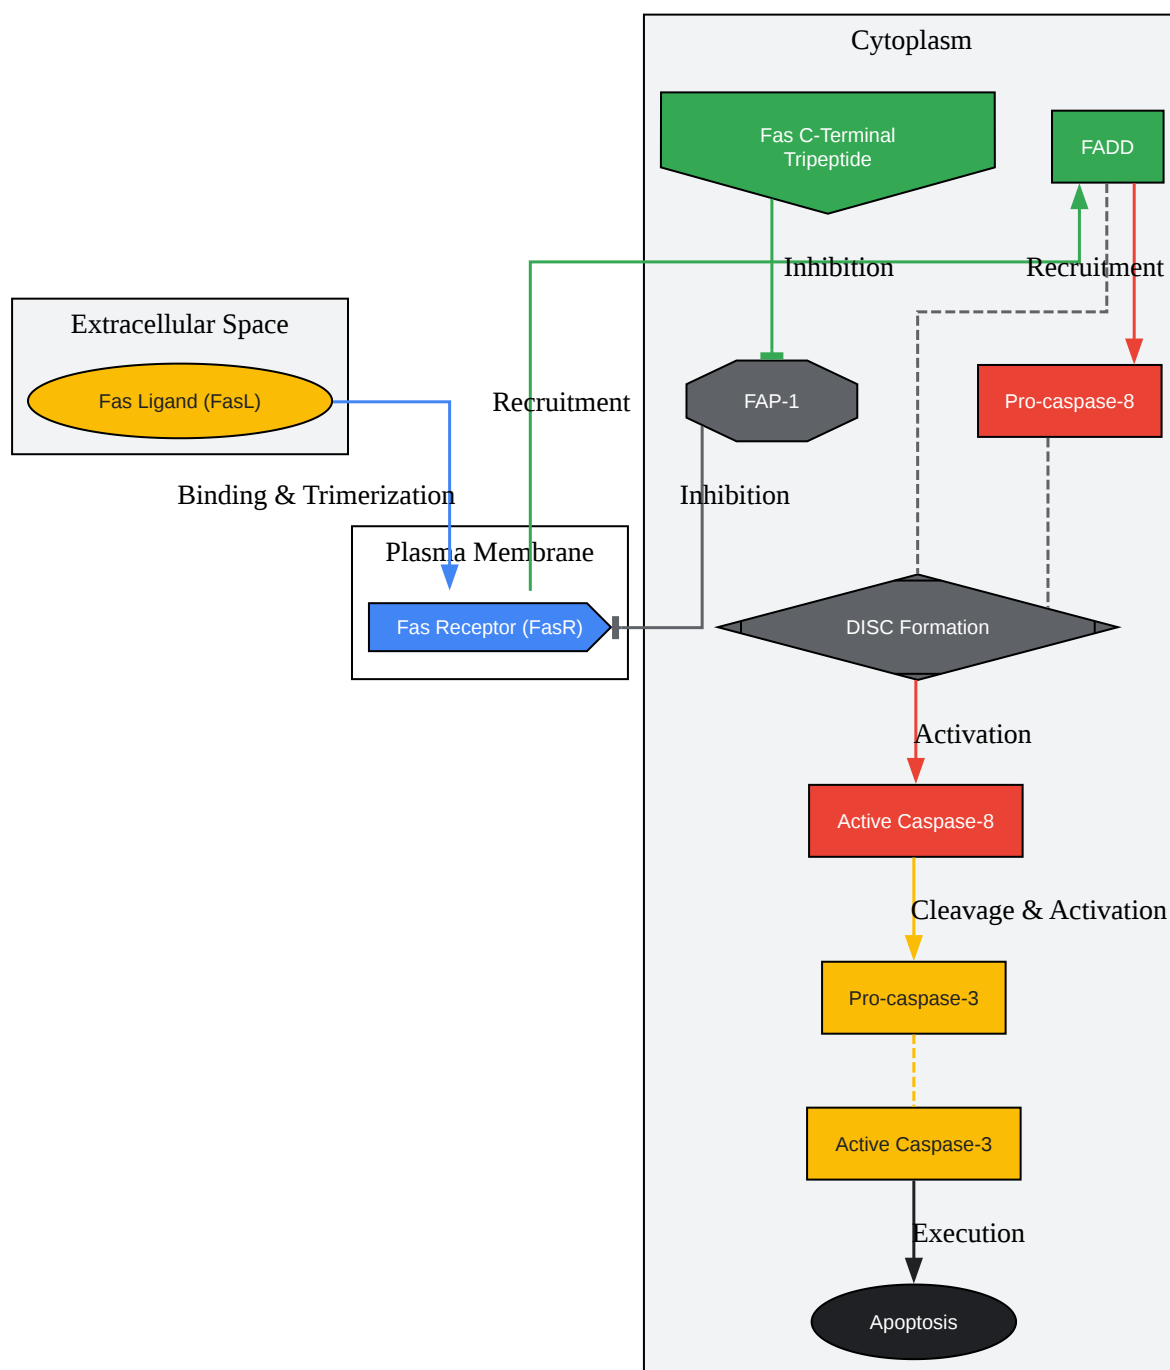 Cytoplasm
Fas C-Terminal
Tripeptide
FADD
Inhibition
Recruitment
Extracellular Space
Fas Ligand (FasL)
Recruitment
FAP-1
Pro-caspase-8
Binding & Trimerization
Inhibition
Plasma Membrane
Fas Receptor (FasR)
DISC Formation
Activation
Active Caspase-8
Cleavage & Activation
Pro-caspase-3
Active Caspase-3
Execution
Apoptosis